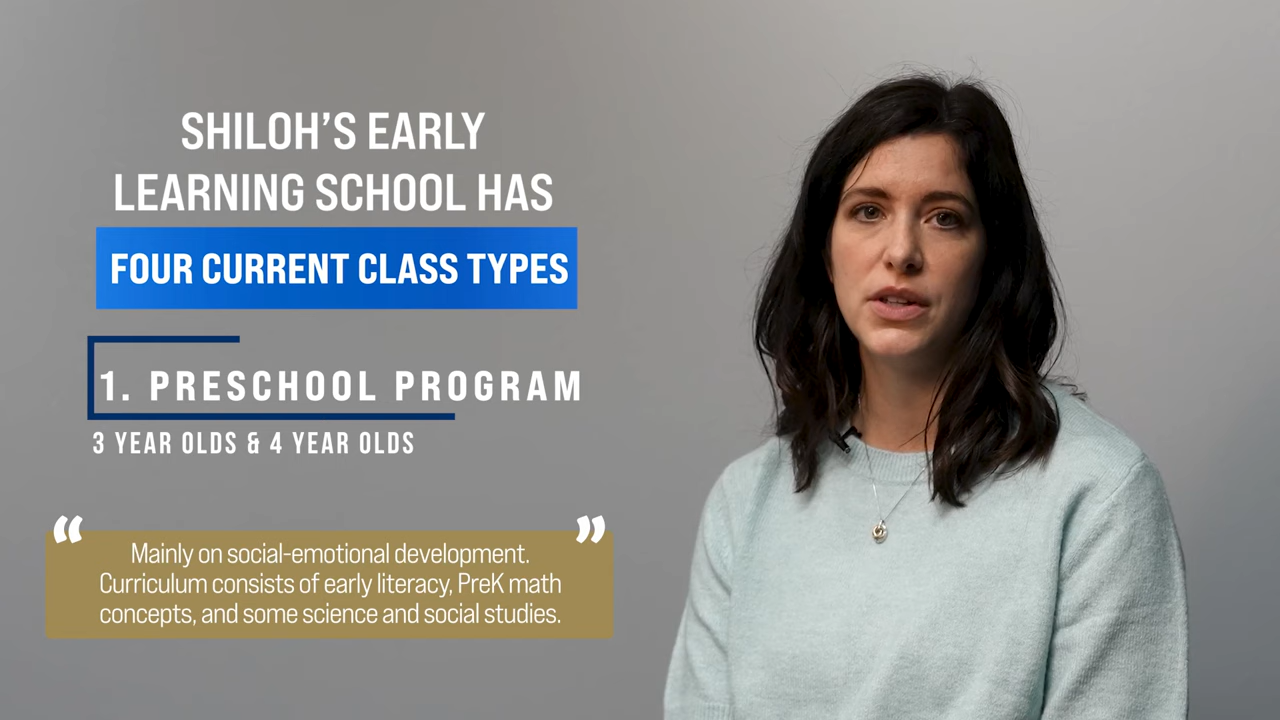 SHILOH'S EARLY
LEARNING SCHOOL HAS
FOUR CURRENT CLASS TYPES
1. PRESCHOOL PROGRAM
3 YEAR OLDS & 4 YEAR OLDS
“ ”
Mainly on social-emotional development.
Curriculum consists of early literacy, PreK math
concepts, and some science and social studies.